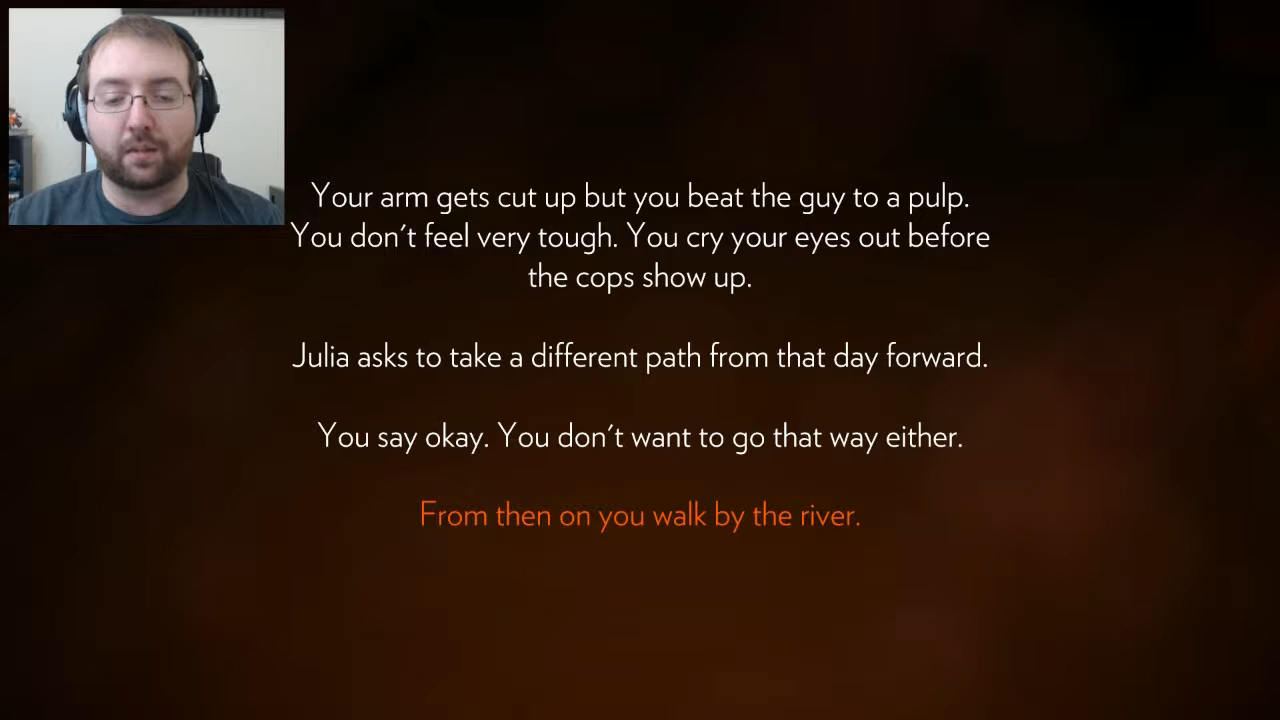 Your arm gets cut up but you beat the guy to a pulp.
You don't feel very tough. You cry your eyes out before
the cops show up.
Julia asks to take a different path from that day forward.
You say okay. You don't want to go that way either.
From then on you walk by the river.